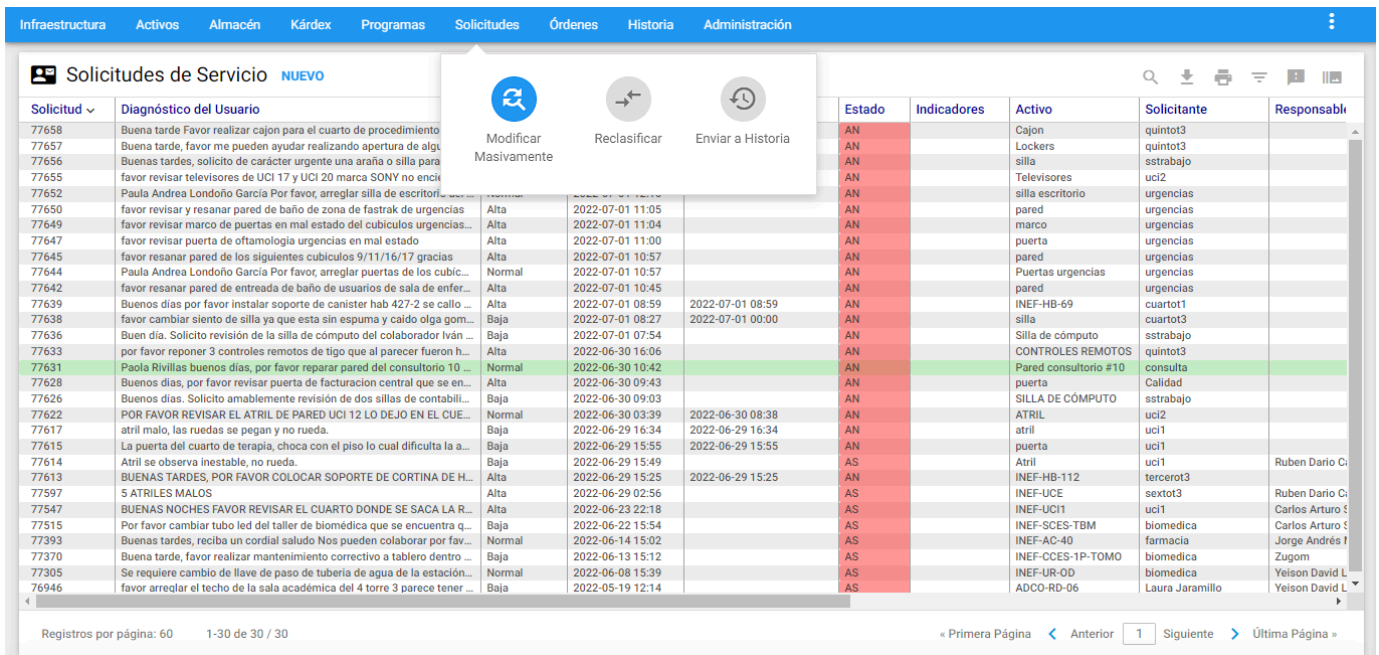 Infraestructura Activos Almacén Kárdex Programas Solicitudes Órdenes Historia Administración
Solicitudes de Servicio NUEVO
Modificar Masivamente Reclasificar Enviar a Historia
Solicitud Diagnóstico del Usuario Estado Indicadores Activo Solicitante Responsable
77658 Buena tarde Favor realizar cajon para el cuarto de procedimiento AN Cajon quintot3
77657 Buena tarde, favor me pueden ayudar realizando apertura de algu AN Lockers quintot3
77656 Buenas tardes, solicito de carácter urgente una araña o silla para AN silla sstrabajo
77655 favor revisar televisores de UCI 17 y UCI 20 marca SONY no encie AN Televisores uci2
77652 Paula Andrea Londoño García Por favor, arreglar silla de escritorio AN silla escritorio urgencias
77650 favor revisar y resanar pared de baño de zona de fastrak de urgencias Alta 2022-07-01 11:05 AN pared urgencias
77649 favor revisar marco de puertas en mal estado del cubiculos urgencias... Alta 2022-07-01 11:04 AN marco urgencias
77647 favor revisar puerta de oftamologia urgencias en mal estado Alta 2022-07-01 11:00 AN puerta urgencias
77645 favor resanar pared de los siguientes cubiculos 9/11/16/17 gracias Alta 2022-07-01 10:57 AN pared urgencias
77644 Paula Andrea Londoño García Por favor, arreglar puertas de los cubíc... Normal 2022-07-01 10:57 AN Puertas urgencias urgencias
77642 favor resanar pared de entreada de baño de usuarios de sala de enfer... Alta 2022-07-01 10:45 AN pared urgencias
77639 Buenos días por favor instalar soporte de canister hab 427-2 se callo ... Alta 2022-07-01 08:59 2022-07-01 08:59 AN INEF-HB-69 cuartot1
77638 favor cambiar siento de silla ya que esta sin espuma y caido olga gom... Baja 2022-07-01 08:27 2022-07-01 00:00 AN silla cuartot3
77636 Buen día. Solicito revisión de la silla de cómputo del colaborador Iván ... Baja 2022-07-01 07:54 AN Silla de cómputo sstrabajo
77633 por favor reponer 3 controles remotos de tigo que al parecer fueron h... Alta 2022-06-30 16:06 AN CONTROLES REMOTOS quintot3
77631 Paola Rivillas buenos días, por favor reparar pared del consultorio 10 ... Normal 2022-06-30 10:42 AN Pared consultorio #10 consulta
77628 Buenos dias, por favor revisar puerta de facturacion central que se en... Alta 2022-06-30 09:43 AN puerta Calidad
77626 Buenos días. Solicito amablemente revisión de dos sillas de contabili... Baja 2022-06-30 09:03 AN SILLA DE CÓMPUTO sstrabajo
77622 POR FAVOR REVISAR EL ATRIL DE PARED UCI 12 LO DEJO EN EL CUE... Normal 2022-06-30 03:39 2022-06-30 08:38 AN ATRIL uci2
77617 atril malo, las ruedas se pegan y no rueda. Baja 2022-06-29 16:34 2022-06-29 16:34 AN atril uci1
77615 La puerta del cuarto de terapia, choca con el piso lo cual dificulta la a... Baja 2022-06-29 15:55 2022-06-29 15:55 AN puerta uci1
77614 Atril se observa inestable, no rueda. Baja 2022-06-29 15:49 AS Atril uci1 Ruben Dario Ca
77613 BUENAS TARDES, POR FAVOR COLOCAR SOPORTE DE CORTINA DE H... Alta 2022-06-29 15:25 2022-06-29 15:25 AN INEF-HB-112 tercerot3
77597 5 ATRILES MALOS Alta 2022-06-29 02:56 AS INEF-UCE sextot3 Ruben Dario Ca
77547 BUENAS NOCHES FAVOR REVISAR EL CUARTO DONDE SE SACA LA R... Alta 2022-06-23 22:18 AS INEF-UCI1 uci1 Carlos Arturo S
77515 Por favor cambiar tubo led del taller de biomédica que se encuentra q... Baja 2022-06-22 15:54 AS INEF-SCES-TBM biomedica Carlos Arturo S
77393 Buenas tardes, reciba un cordial saludo Nos pueden colaborar por fav... Normal 2022-06-14 15:02 AS INEF-AC-40 farmacia Jorge Andrés
77370 Buena tarde, favor realizar mantenimiento correctivo a tablero dentro ... Baja 2022-06-13 15:12 AS INEF-CCES-1P-TOMO biomedica Zugom
77305 Se requiere cambio de llave de paso de tuberia de agua de la estación... Normal 2022-06-08 15:39 AS INEF-UR-OD biomedica Yeison David L
76946 favor arreglar el techo de la sala académica del 4 torre 3 parece tener ... Baja 2022-05-19 12:14 AS ADCO-RD-06 Laura Jaramillo Yeison David L
Registros por página: 60 1-30 de 30 / 30 « Primera Página Anterior 1 Siguiente Última Página »